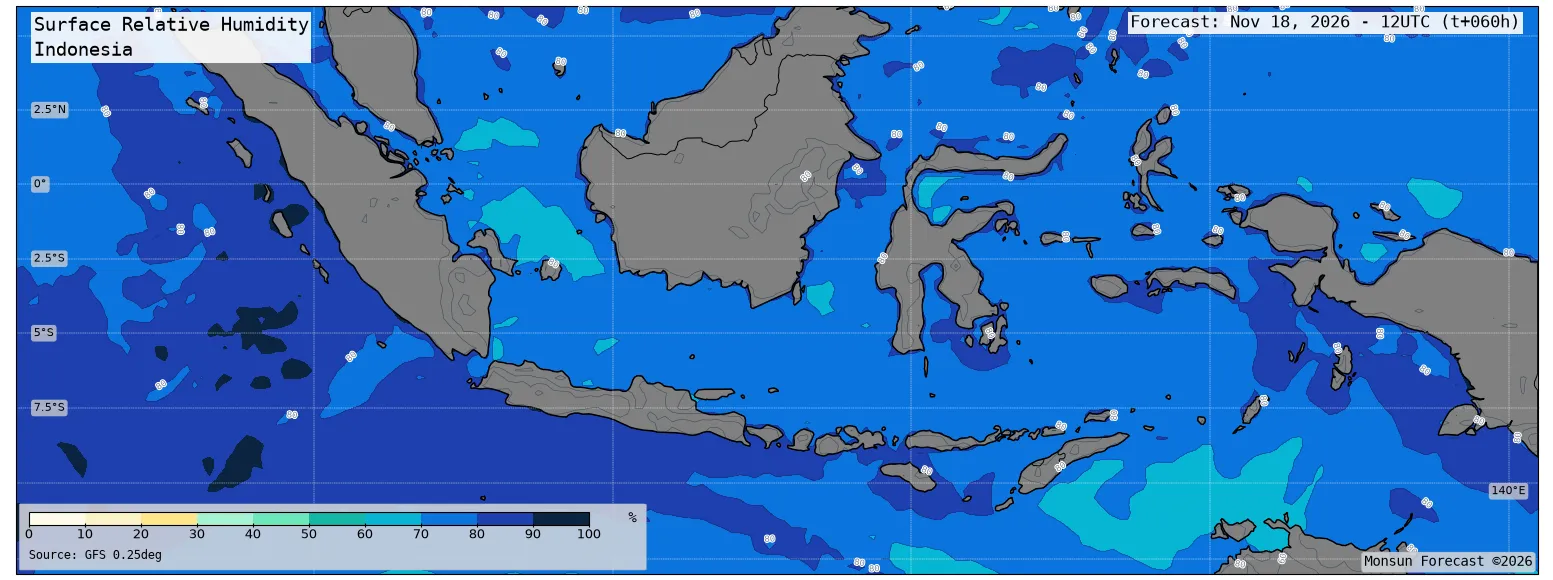 Surface Relative Humidity
Indonesia
Forecast: Nov 18, 2026 - 12UTC (t+060h)
2.5°N
0°
2.5°S
5°S
7.5°S
140°E
80
0 10 20 30 40 50 60 70 80 90 100
%
Source: GFS 0.25deg
Monsun Forecast ©2026